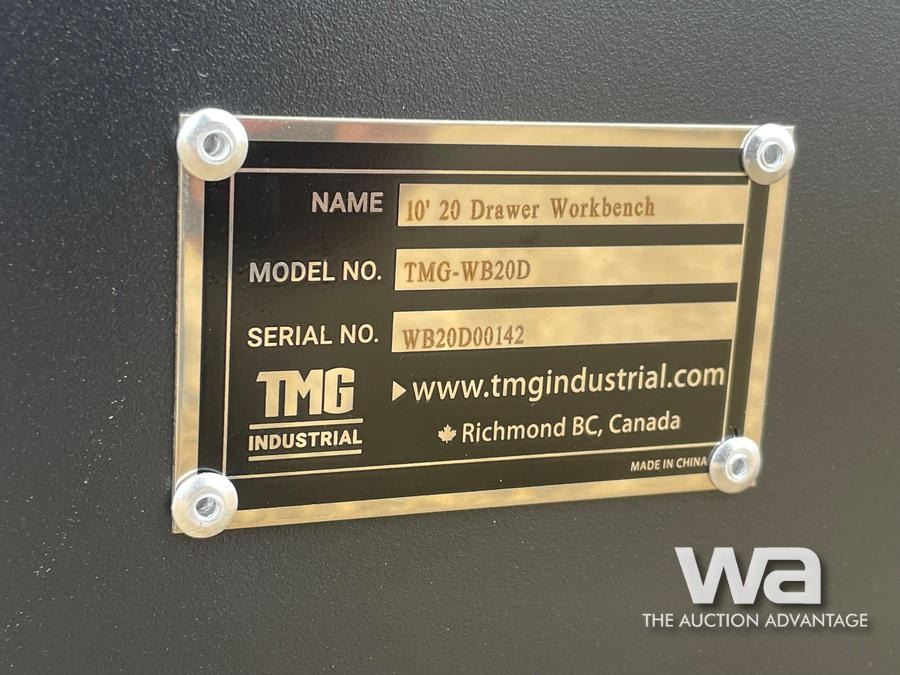 NAME 10' 20 Drawer Workbench
MODEL NO. TMG-WB20D
SERIAL NO. WB20D00142
TMG
INDUSTRIAL
www.tmgindustrial.com
Richmond BC, Canada
MADE IN CHINA
wa
THE AUCTION ADVANTAGE